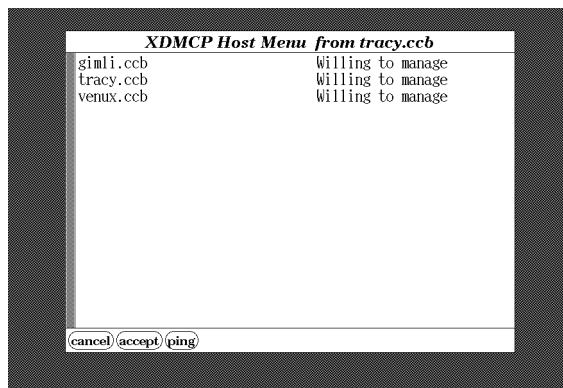 XDMCP Host Menu from tracy.ccb
gimli.ccb Willing to manage
tracy.ccb Willing to manage
venux.ccb Willing to manage
cancel accept ping